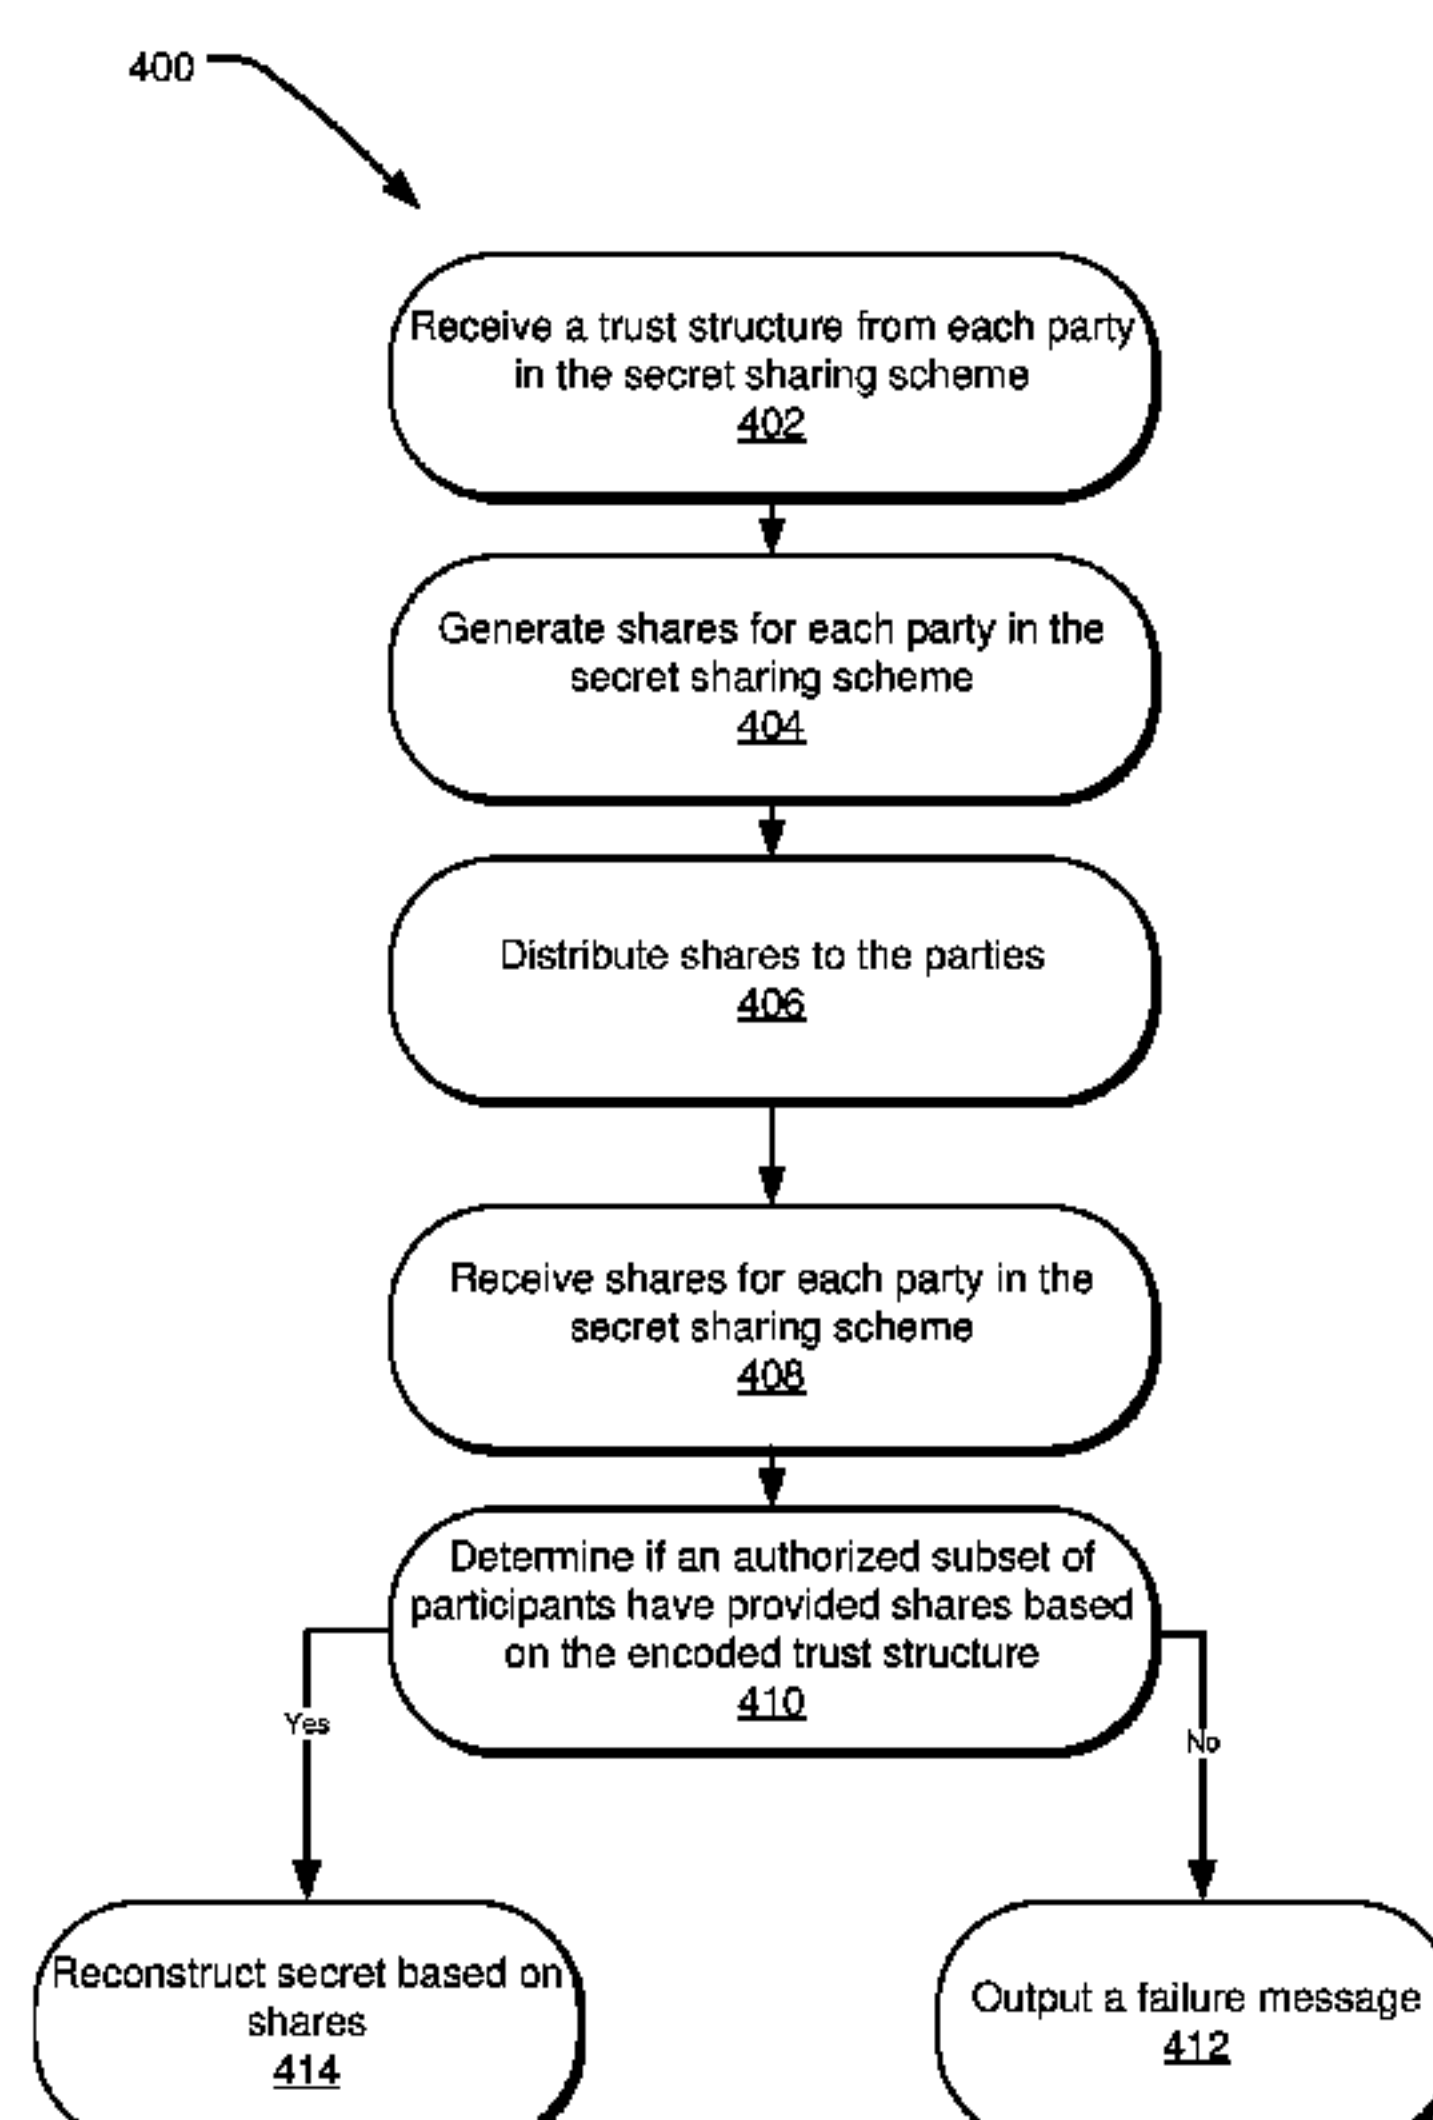 400
Receive a trust structure from each party
in the secret sharing scheme
402
Generate shares for each party in the
secret sharing scheme
404
Distribute shares to the parties
406
Receive shares for each party in the
secret sharing scheme
408
Determine if an authorized subset of
participants have provided shares based
on the encoded trust structure
410
Yes
No
Reconstruct secret based on
shares
414
Output a failure message
412